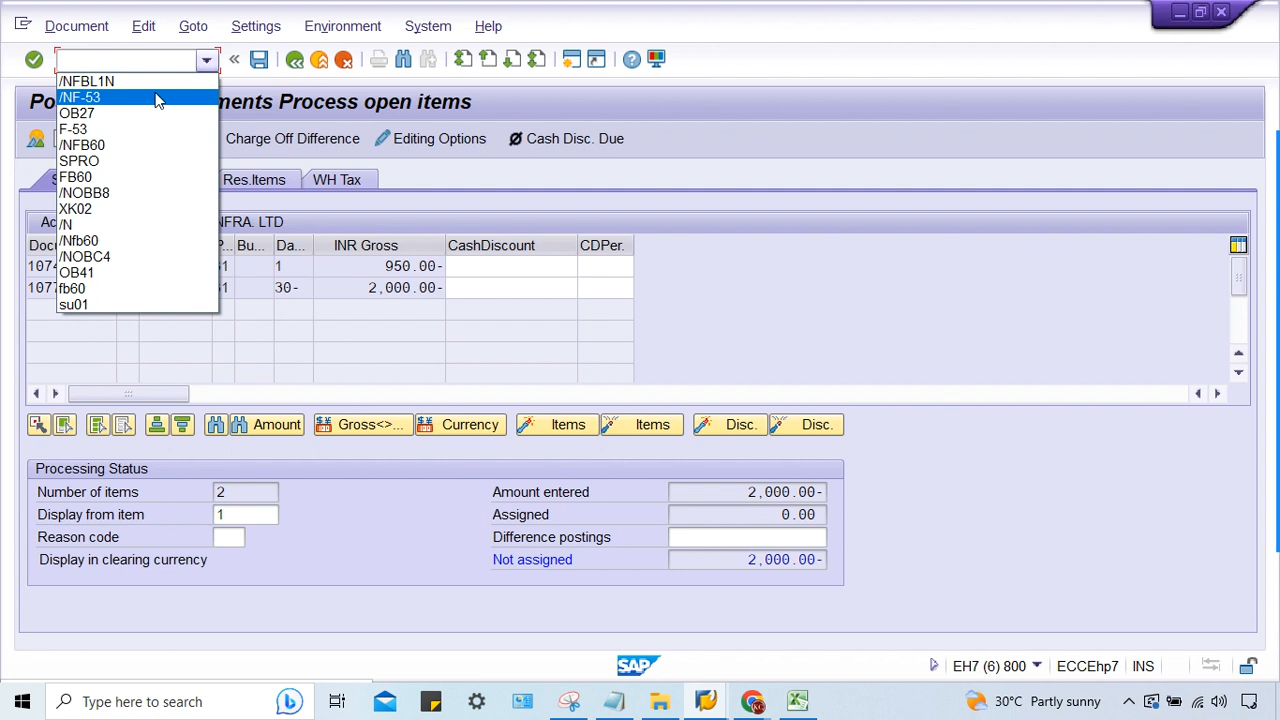 Document Edit Goto Settings Environment System Help
/NFBL1N
/NF-53
OB27
F-53
/NFB60
SPRO
FB60
/NOBB8
XK02
/N
/Nfb60
/NOBC4
OB41
fb60
su01
Po ments Process open items
Charge Off Difference Editing Options Cash Disc. Due
Res.Items WH Tax
Ac NFRA. LTD
Docu P... Bu... Da... INR Gross CashDiscount CDPer.
1074 31 1 950.00-
1077 31 30- 2,000.00-
Amount Gross<>... Currency Items Items Disc. Disc.
Processing Status
Number of items 2 Amount entered 2,000.00-
Display from item 1 Assigned 0.00
Reason code Difference postings
Display in clearing currency Not assigned 2,000.00-
SAP EH7 (6) 800 ECCEhp7 INS
Type here to search 30°C Partly sunny